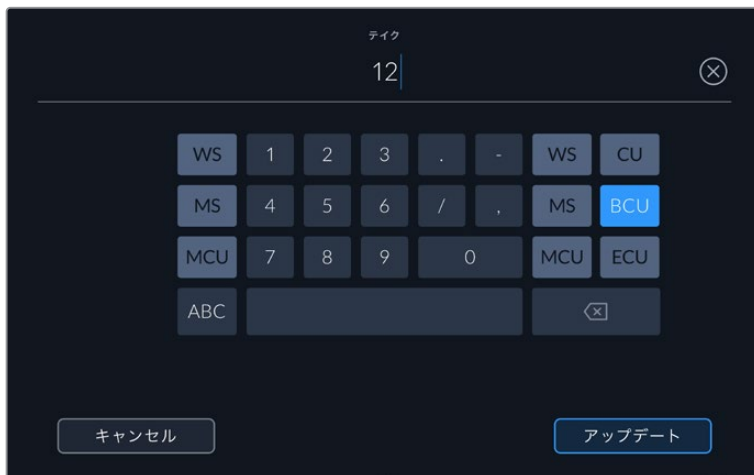 テイク
12
WS 1 2 3 . - WS CU
MS 4 5 6 / , MS BCU
MCU 7 8 9 0 MCU ECU
ABC
キャンセル アップデート